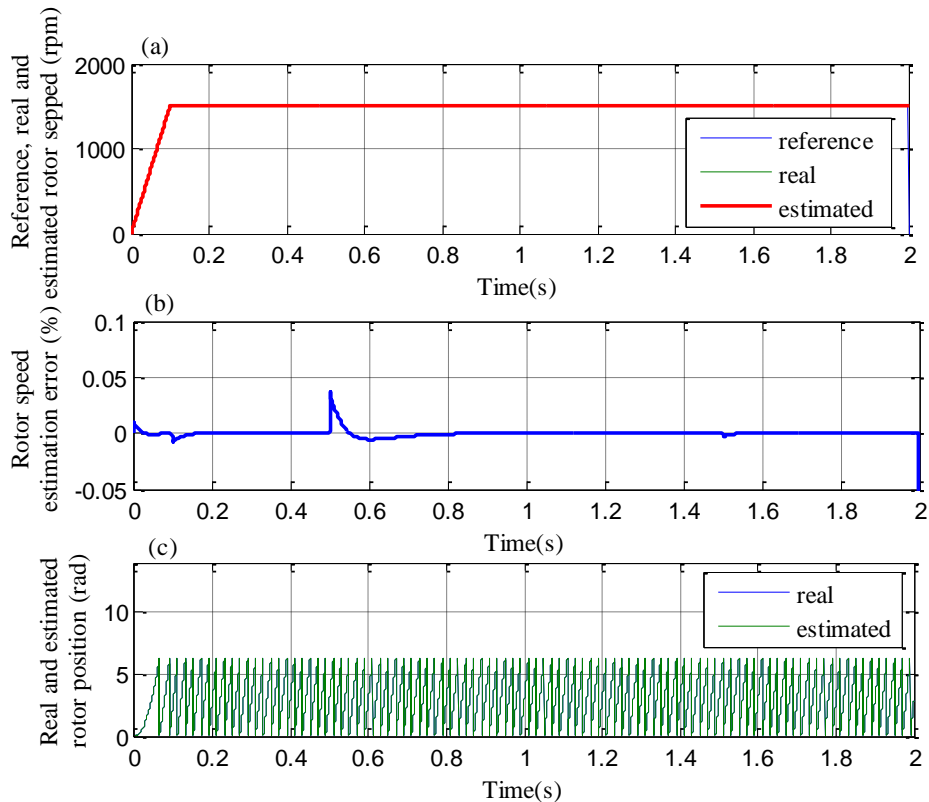 (a)
Reference, real and
estimated rotor sepped (rpm)
2000
1000
0
reference
real
estimated
0 0.2 0.4 0.6 0.8 1 1.2 1.4 1.6 1.8 2
Time(s)
(b)
Rotor speed
estimation error (%)
0.1
0.05
0
-0.05
0 0.2 0.4 0.6 0.8 1 1.2 1.4 1.6 1.8 2
Time(s)
(c)
Real and estimated
rotor position (rad)
10
5
0
real
estimated
0 0.2 0.4 0.6 0.8 1 1.2 1.4 1.6 1.8 2
Time(s)